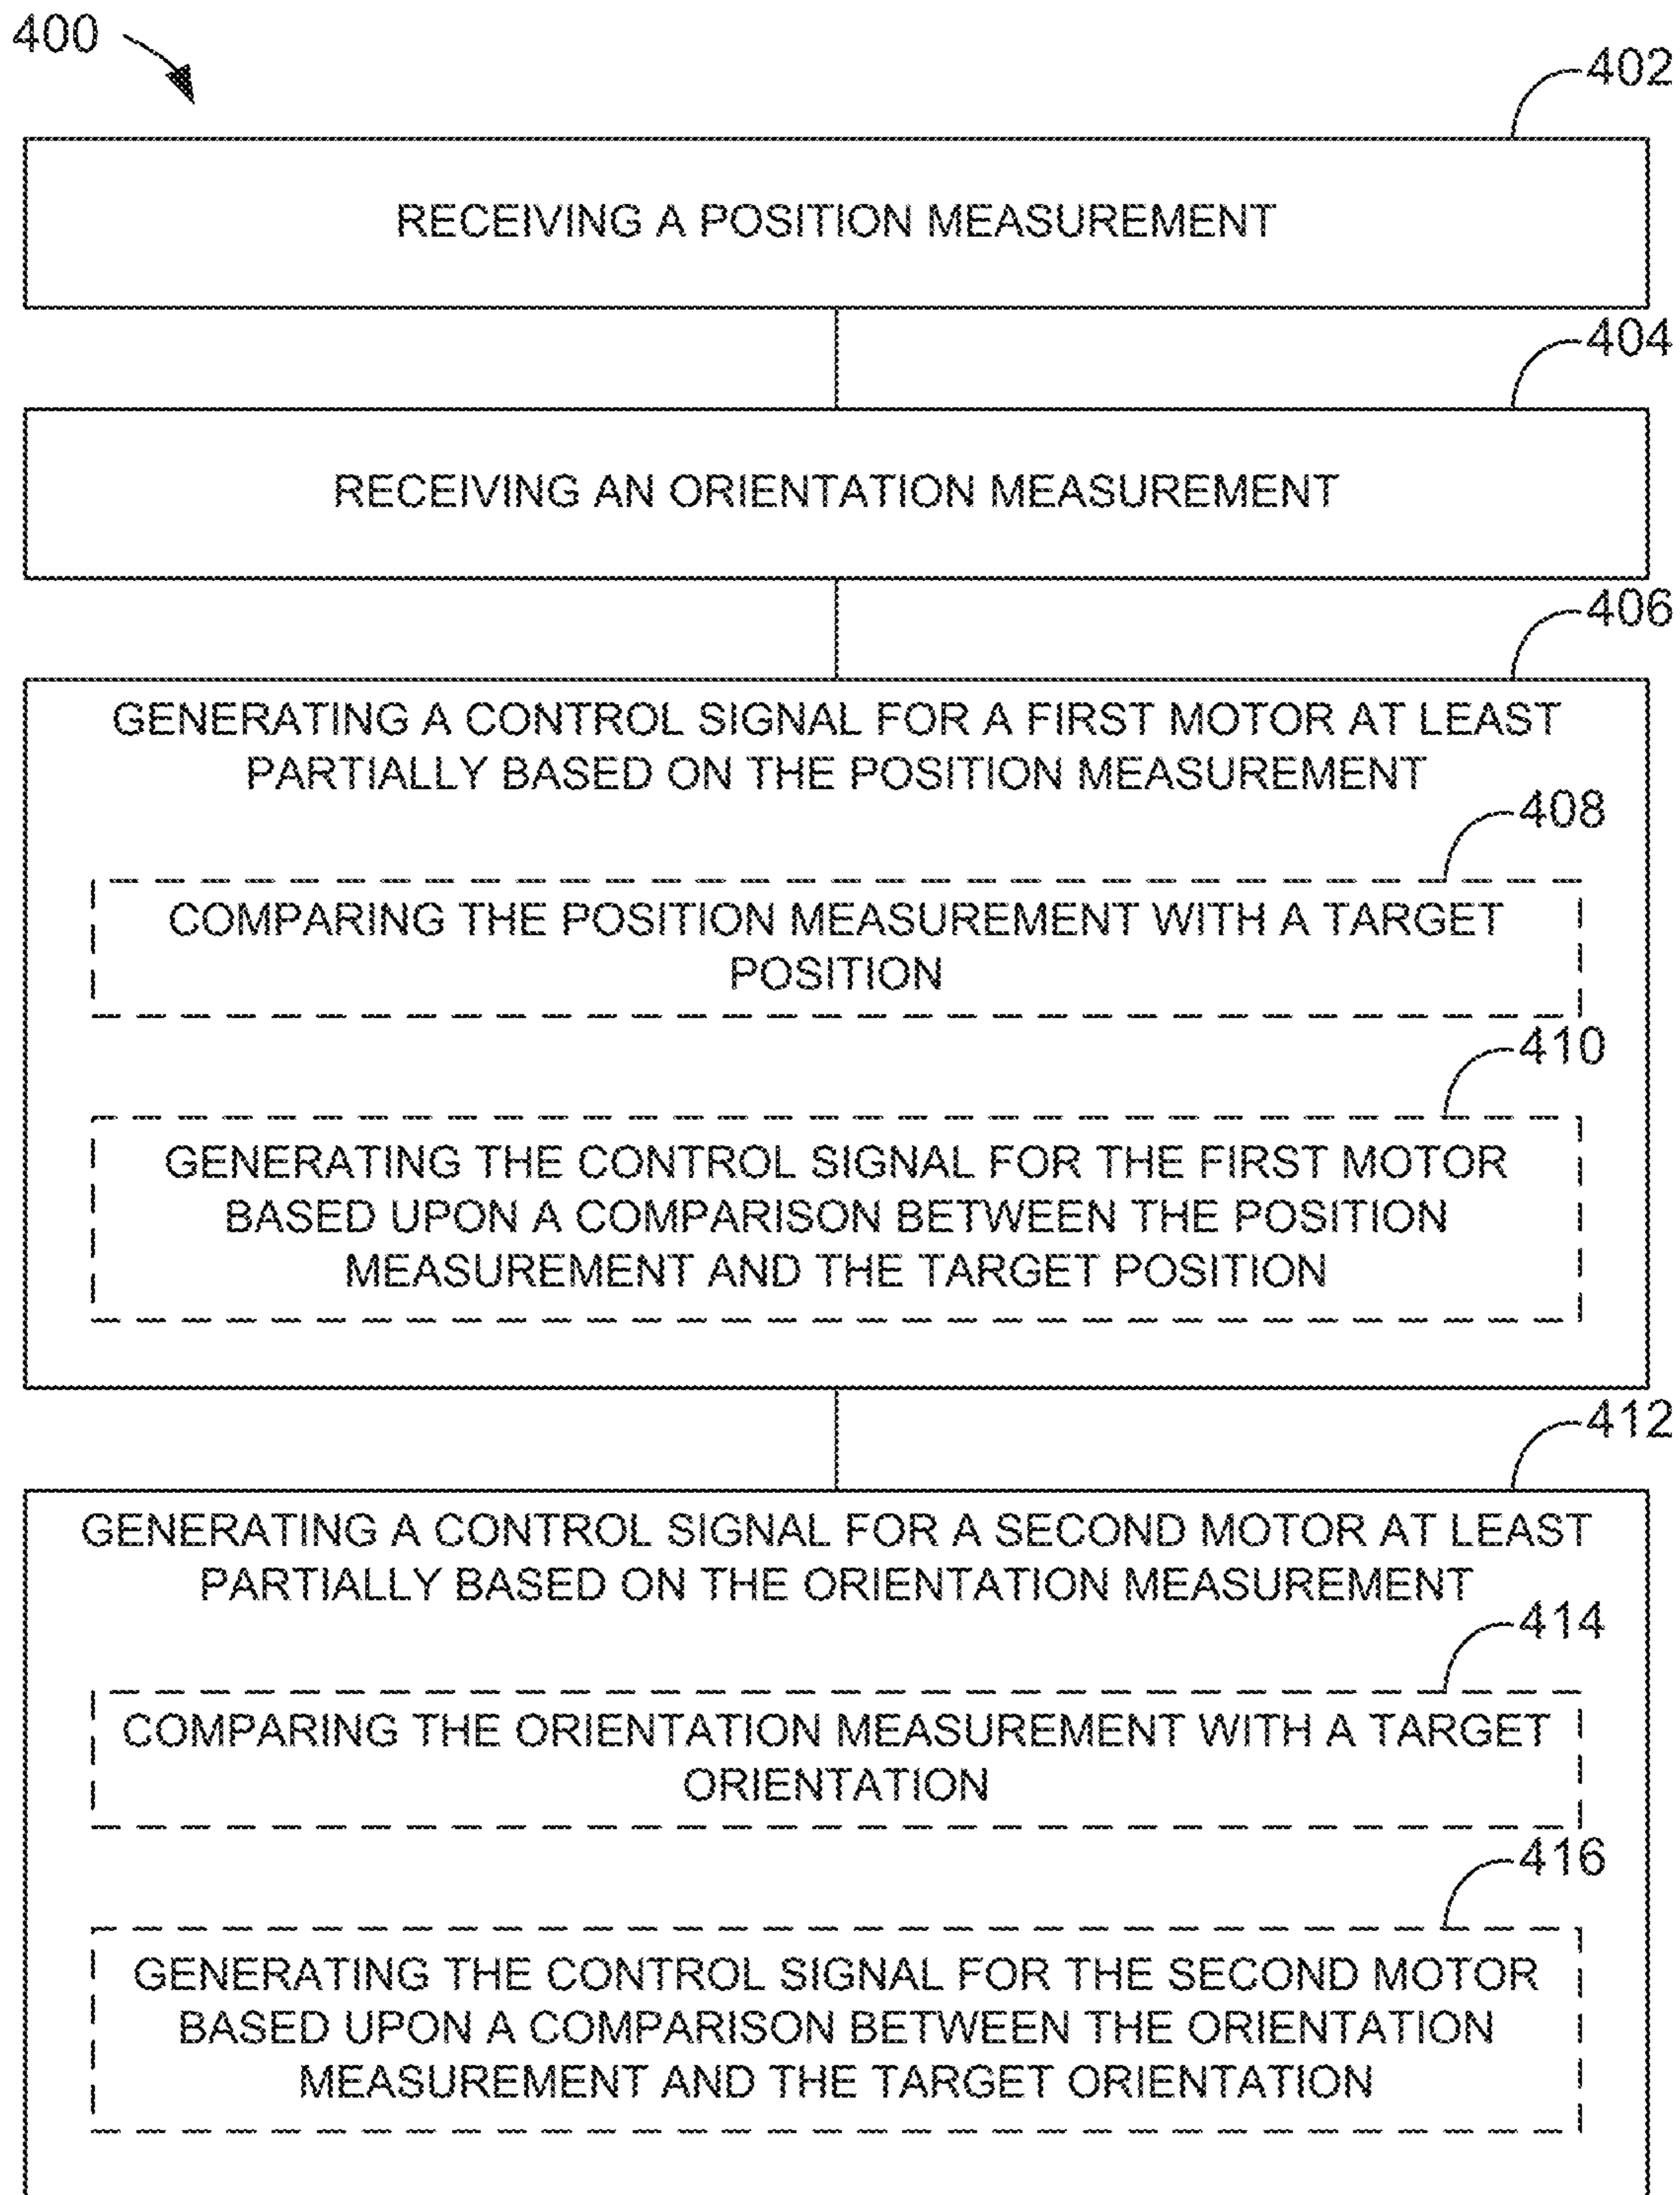 400
402
RECEIVING A POSITION MEASUREMENT
404
RECEIVING AN ORIENTATION MEASUREMENT
406
GENERATING A CONTROL SIGNAL FOR A FIRST MOTOR AT LEAST
PARTIALLY BASED ON THE POSITION MEASUREMENT
408
COMPARING THE POSITION MEASUREMENT WITH A TARGET
POSITION
410
GENERATING THE CONTROL SIGNAL FOR THE FIRST MOTOR
BASED UPON A COMPARISON BETWEEN THE POSITION
MEASUREMENT AND THE TARGET POSITION
412
GENERATING A CONTROL SIGNAL FOR A SECOND MOTOR AT LEAST
PARTIALLY BASED ON THE ORIENTATION MEASUREMENT
414
COMPARING THE ORIENTATION MEASUREMENT WITH A TARGET
ORIENTATION
416
GENERATING THE CONTROL SIGNAL FOR THE SECOND MOTOR
BASED UPON A COMPARISON BETWEEN THE ORIENTATION
MEASUREMENT AND THE TARGET ORIENTATION